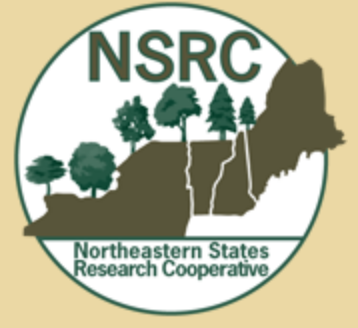 NSRC
Northeastern States
Research Cooperative